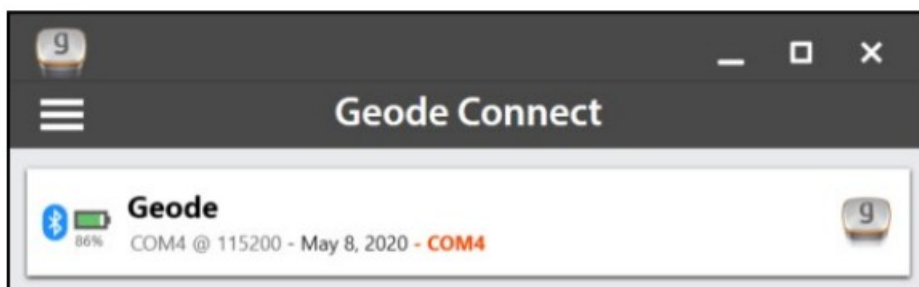 g
Geode Connect
Geode
86%
COM4 @ 115200 - May 8, 2020 - COM4
g